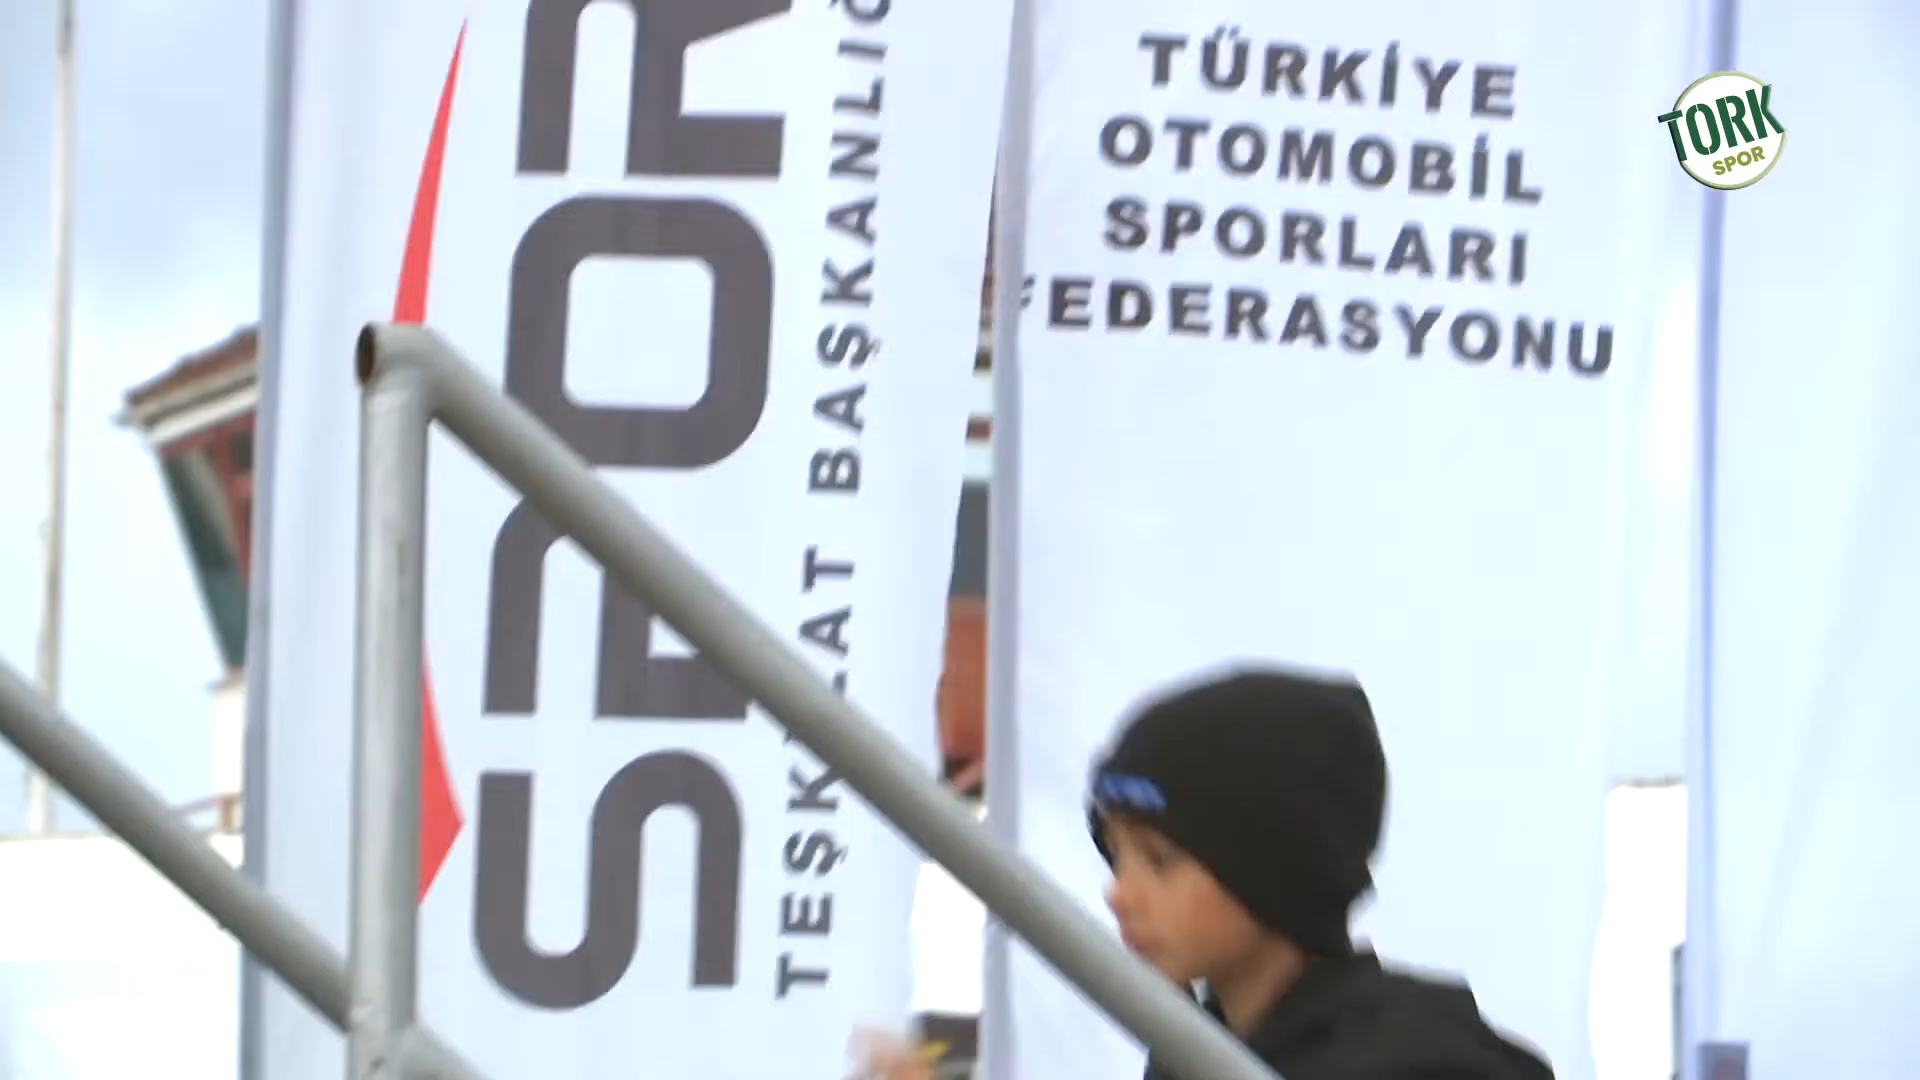 SPOR
TEŞKİLAT BAŞKANLIĞ
TÜRKİYE
OTOMOBİL
SPORLARI
FEDERASYONU
TORK
SPOR